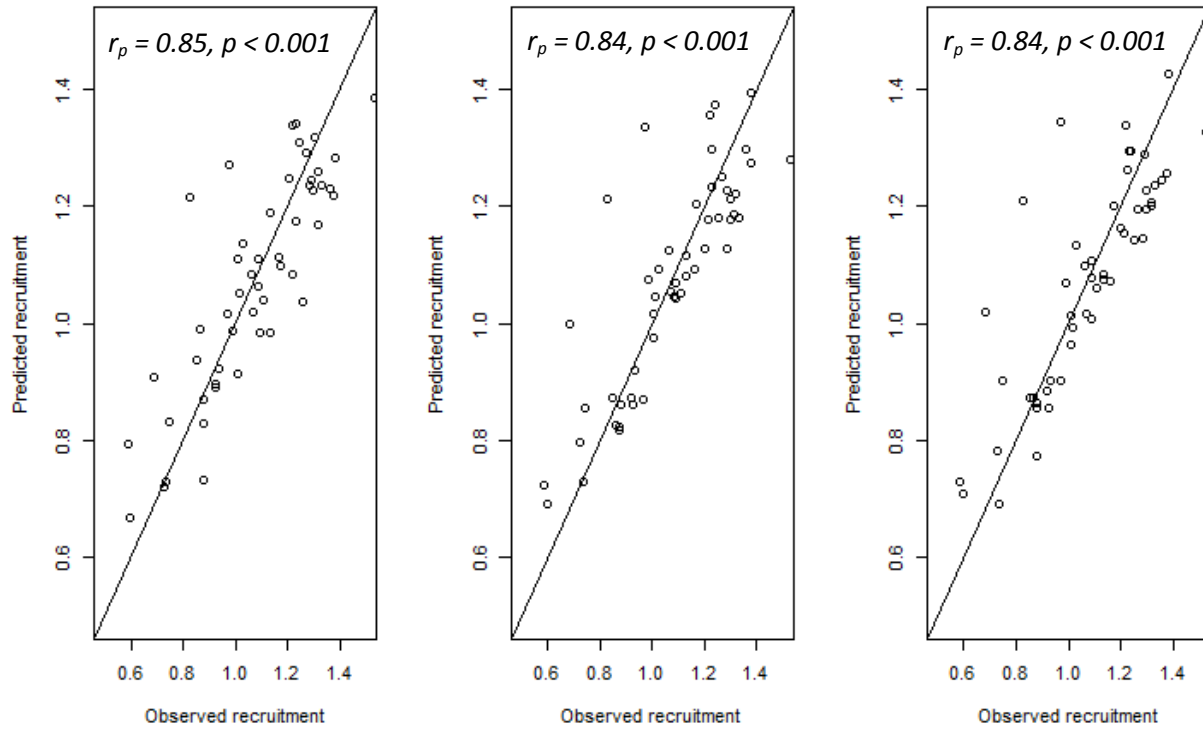 rp = 0.85, p < 0.001
Predicted recruitment
0.6 0.8 1.0 1.2 1.4
0.6 0.8 1.0 1.2 1.4
Observed recruitment
rp = 0.84, p < 0.001
Predicted recruitment
0.6 0.8 1.0 1.2 1.4
0.6 0.8 1.0 1.2 1.4
Observed recruitment
rp = 0.84, p < 0.001
Predicted recruitment
0.6 0.8 1.0 1.2 1.4
0.6 0.8 1.0 1.2 1.4
Observed recruitment